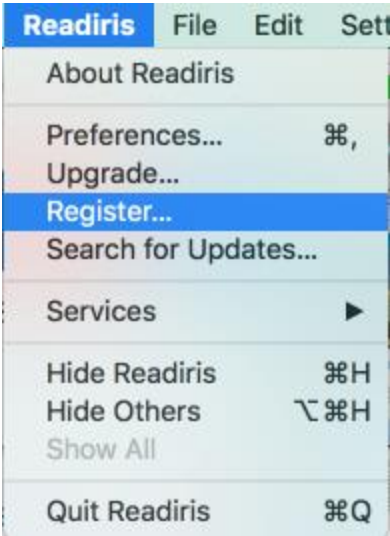 Readiris File Edit Sett
About Readiris
Preferences... ⌘,
Upgrade...
Register...
Search for Updates...
Services ▶
Hide Readiris ⌘H
Hide Others ⌥⌘H
Show All
Quit Readiris ⌘Q